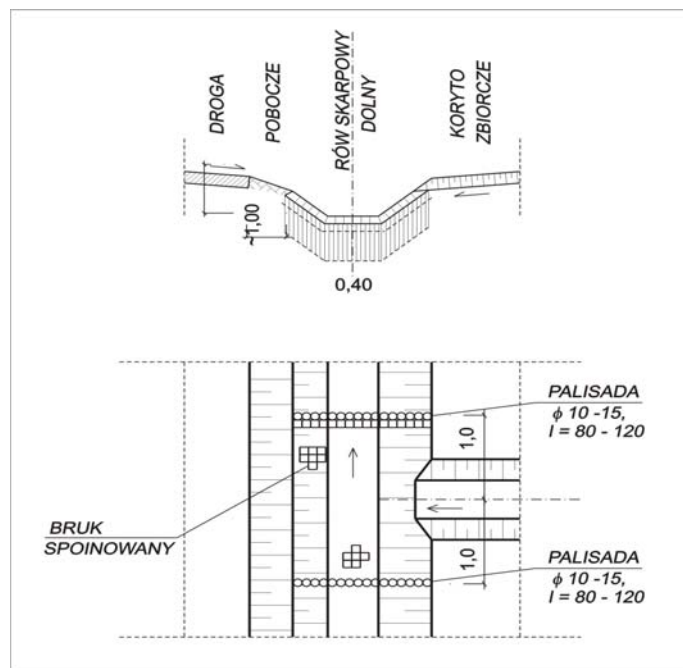 DROGA
POBOCZE
RÓW SKARPOWY
DOLNY
KORYTO
ZBIORCZE
~1,00
0,40
PALISADA
ϕ 10 -15,
l = 80 - 120
1,0
BRUK
SPOINOWANY
1,0
PALISADA
ϕ 10 -15,
l = 80 - 120